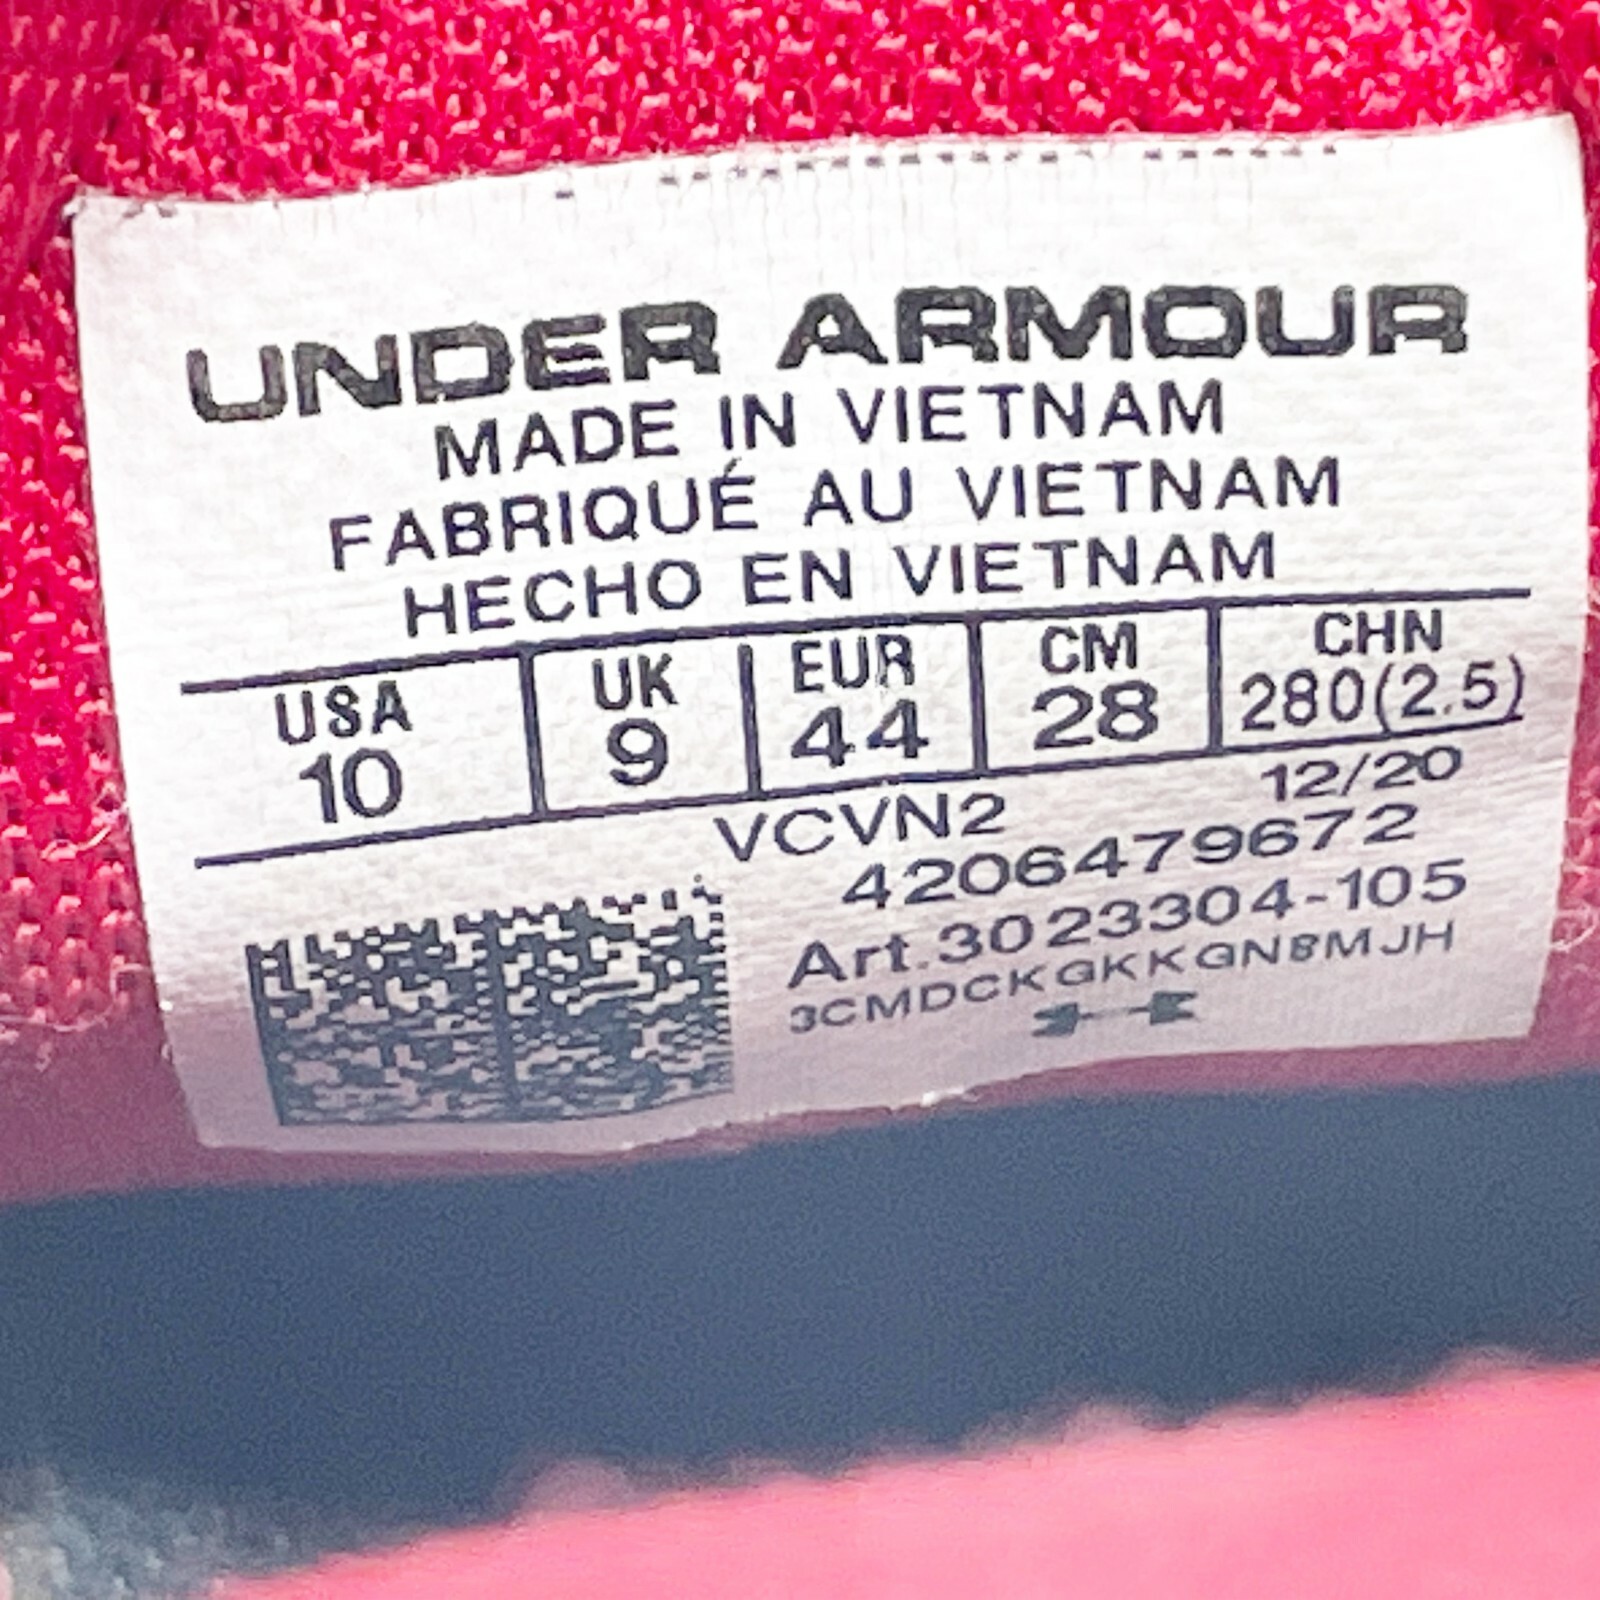 UNDER ARMOUR
MADE IN VIETNAM
FABRIQUÉ AU VIETNAM
HECHO EN VIETNAM
USA UK EUR CM CHN
10 9 44 28 280(2.5)
VCVN2 12/20
4206479672
Art.3023304-105
3CMDCKGKKGN8MJH